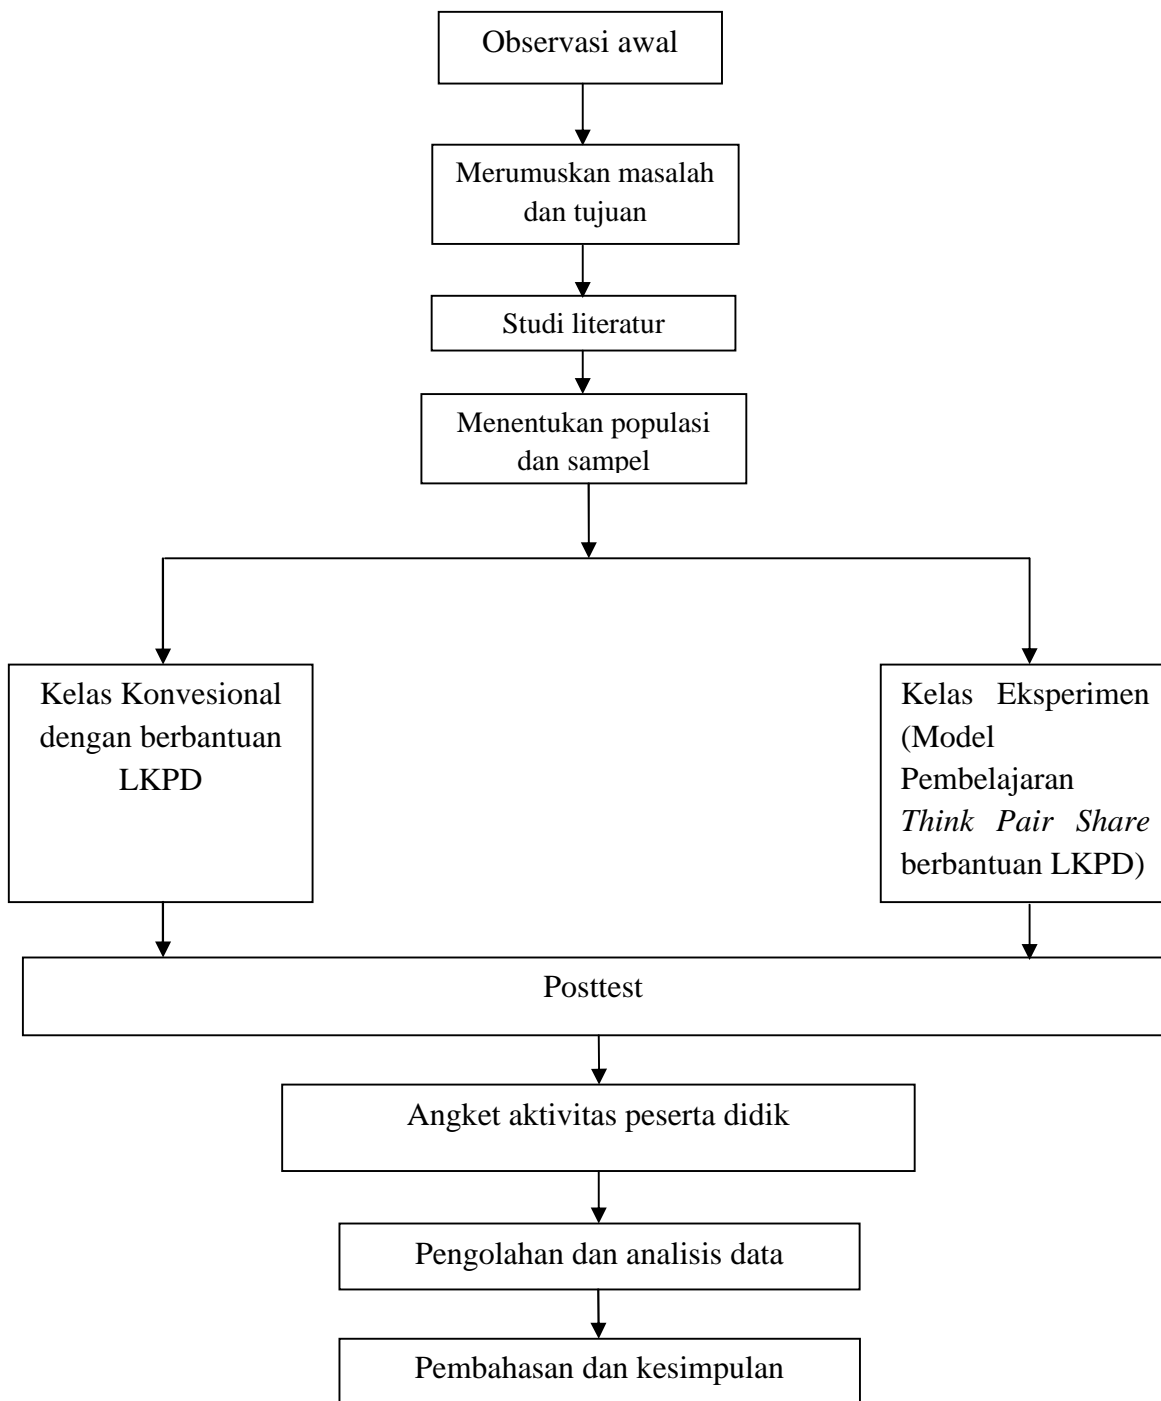 Observasi awal
Merumuskan masalah
dan tujuan
Studi literatur
Menentukan populasi
dan sampel
Kelas Konvesional
dengan berbantuan
LKPD
Kelas Eksperimen
(Model
Pembelajaran
Think Pair Share
berbantuan LKPD)
Posttest
Angket aktivitas peserta didik
Pengolahan dan analisis data
Pembahasan dan kesimpulan